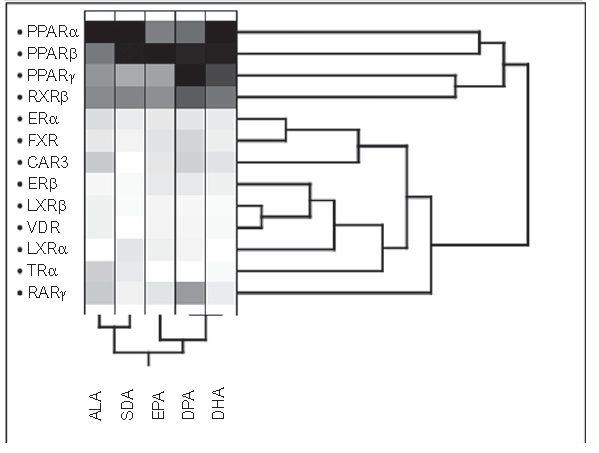 • PPARα
• PPARβ
• PPARγ
• RXRβ
• ERα
• FXR
• CAR3
• ERβ
• LXRβ
• VDR
• LXRα
• TRα
• RARγ
ALA
SDA
EPA
DPA
DHA